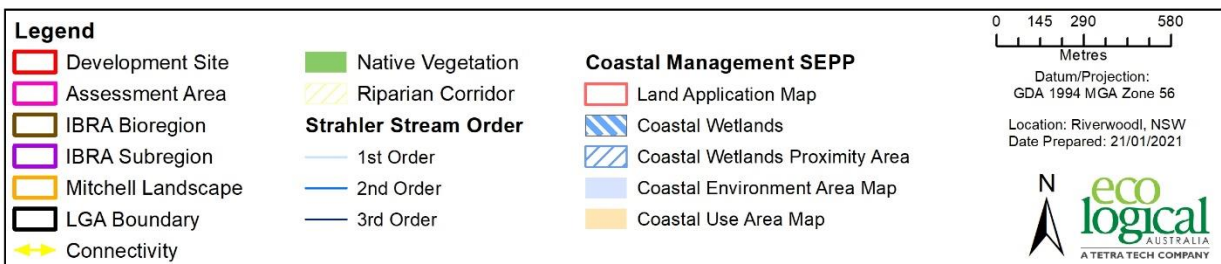 Legend
Development Site
Assessment Area
IBRA Bioregion
IBRA Subregion
Mitchell Landscape
LGA Boundary
Connectivity
Native Vegetation
Riparian Corridor
Strahler Stream Order
1st Order
2nd Order
3rd Order
Coastal Management SEPP
Land Application Map
Coastal Wetlands
Coastal Wetlands Proximity Area
Coastal Environment Area Map
Coastal Use Area Map
0 145 290 580
Metres
Datum/Projection:
GDA 1994 MGA Zone 56
Location: Riverwoodl, NSW
Date Prepared: 21/01/2021
N
eco
logical
AUSTRALIA
A TETRA TECH COMPANY